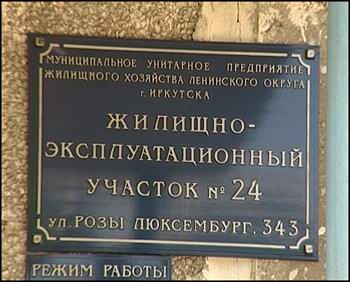 МУНИЦИПАЛЬНОЕ УНИТАРНОЕ ПРЕДПРИЯТИЕ
ЖИЛИЩНОГО ХОЗЯЙСТВА ЛЕНИНСКОГО ОКРУГА
г. ИРКУТСКА
ЖИЛИЩНО-
ЭКСПЛУАТАЦИОННЫЙ
УЧАСТОК № 24
УЛ. РОЗЫ ЛЮКСЕМБУРГ, 343
РЕЖИМ РАБОТЫ